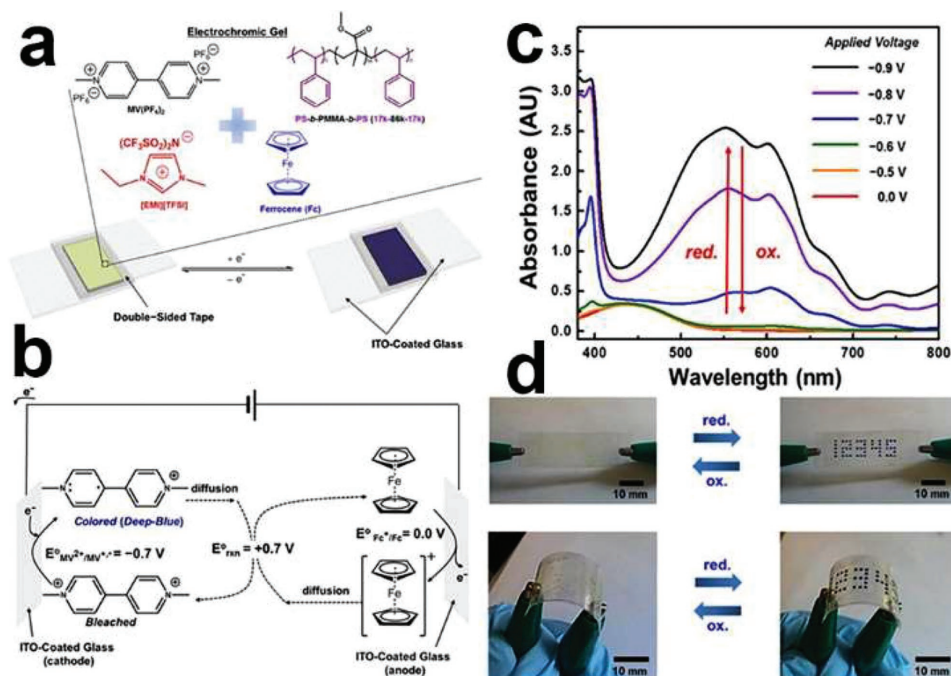 a
Electrochromic Gel
PF₆⊖
PF₆⊖
MV(PF₆)₂
PS-b-PMMA-b-PS (17k-86k-17k)
(CF₃SO₂)₂N⊖
[EMI][TFSI]
Fe
Ferrocene (Fc)
+ e⁻
− e⁻
Double−Sided Tape
ITO-Coated Glass
b
e⁻
diffusion
Colored (Deep-Blue)
e⁻
E° MV²⁺/MV⁺· = −0.7 V
E° rxn = +0.7 V
E° Fc⁺/Fc = 0.0 V
Fe
Fe
+
e⁻
diffusion
Bleached
ITO-Coated Glass
(cathode)
ITO-Coated Glass
(anode)
c
Absorbance (AU)
3.5
3.0
2.5
2.0
1.5
1.0
0.5
0.0
Applied Voltage
−0.9 V
−0.8 V
−0.7 V
−0.6 V
−0.5 V
0.0 V
red.
ox.
400 500 600 700 800
Wavelength (nm)
d
red.
ox.
12345
10 mm
10 mm
red.
ox.
10 mm
10 mm